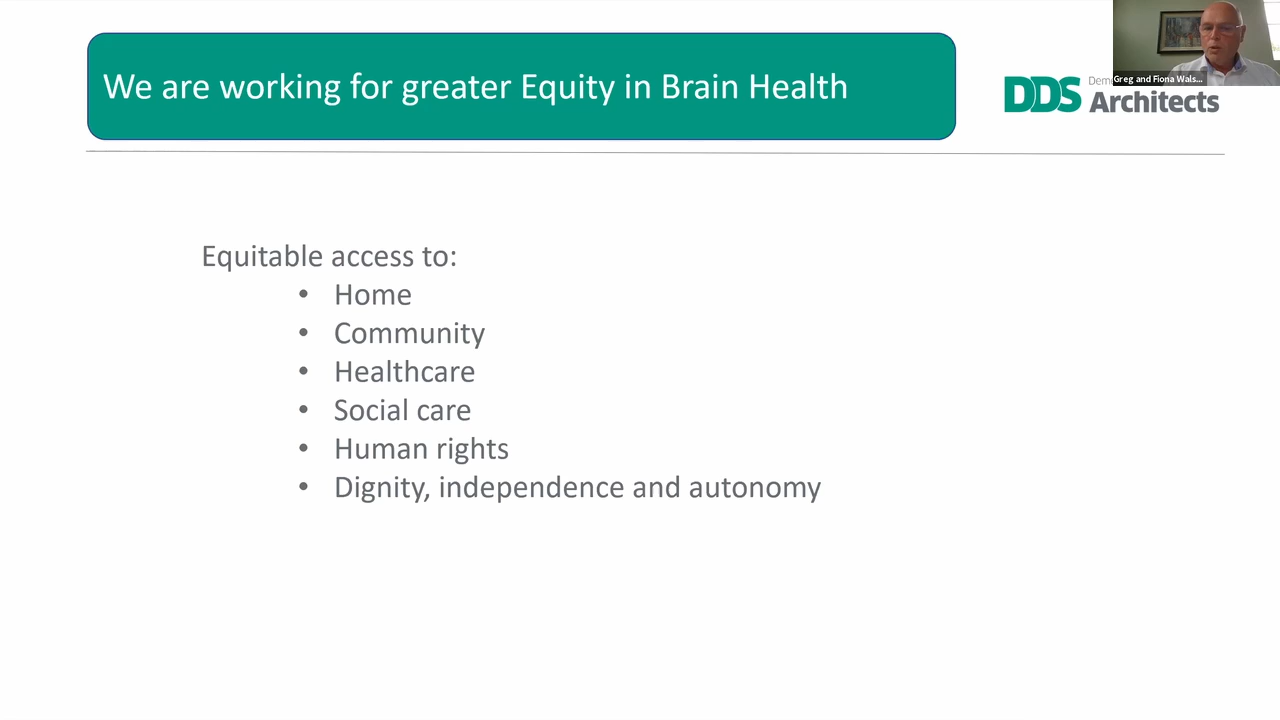 We are working for greater Equity in Brain Health
Greg and Fiona Wals...
DDS
Architects
Equitable access to:
• Home
• Community
• Healthcare
• Social care
• Human rights
• Dignity, independence and autonomy